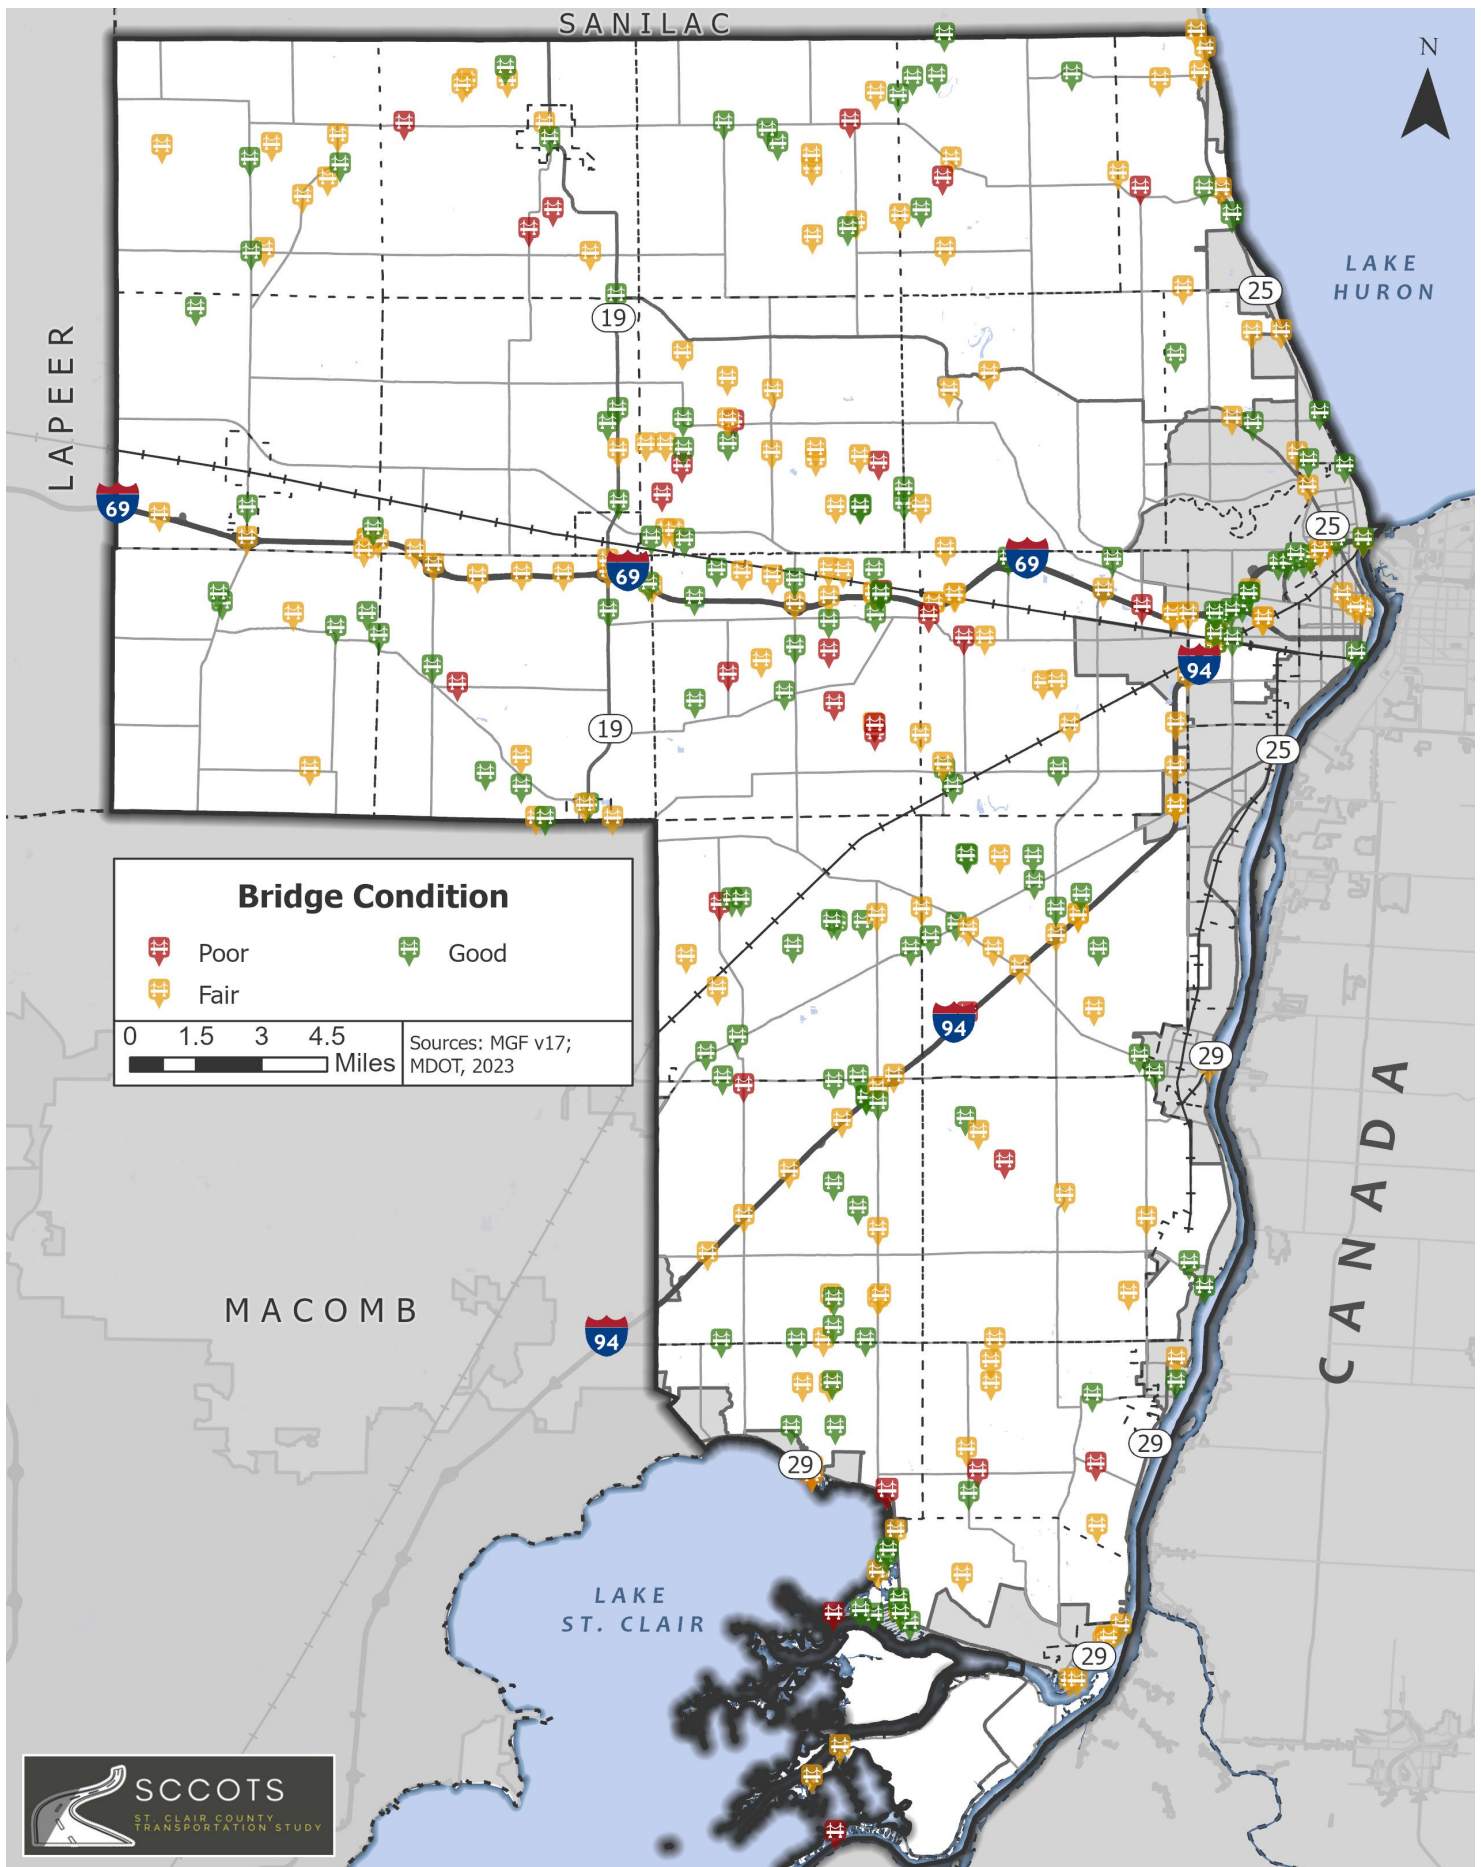 SANILAC
N
LAKE
HURON
25
19
LAPEER
69
25
69
69
94
19
25
Bridge Condition
Poor
Good
Fair
0 1.5 3 4.5
Miles
Sources: MGF v17;
MDOT, 2023
94
29
CANADA
MACOMB
94
29
29
LAKE
ST. CLAIR
29
SCCOTS
ST. CLAIR COUNTY
TRANSPORTATION STUDY